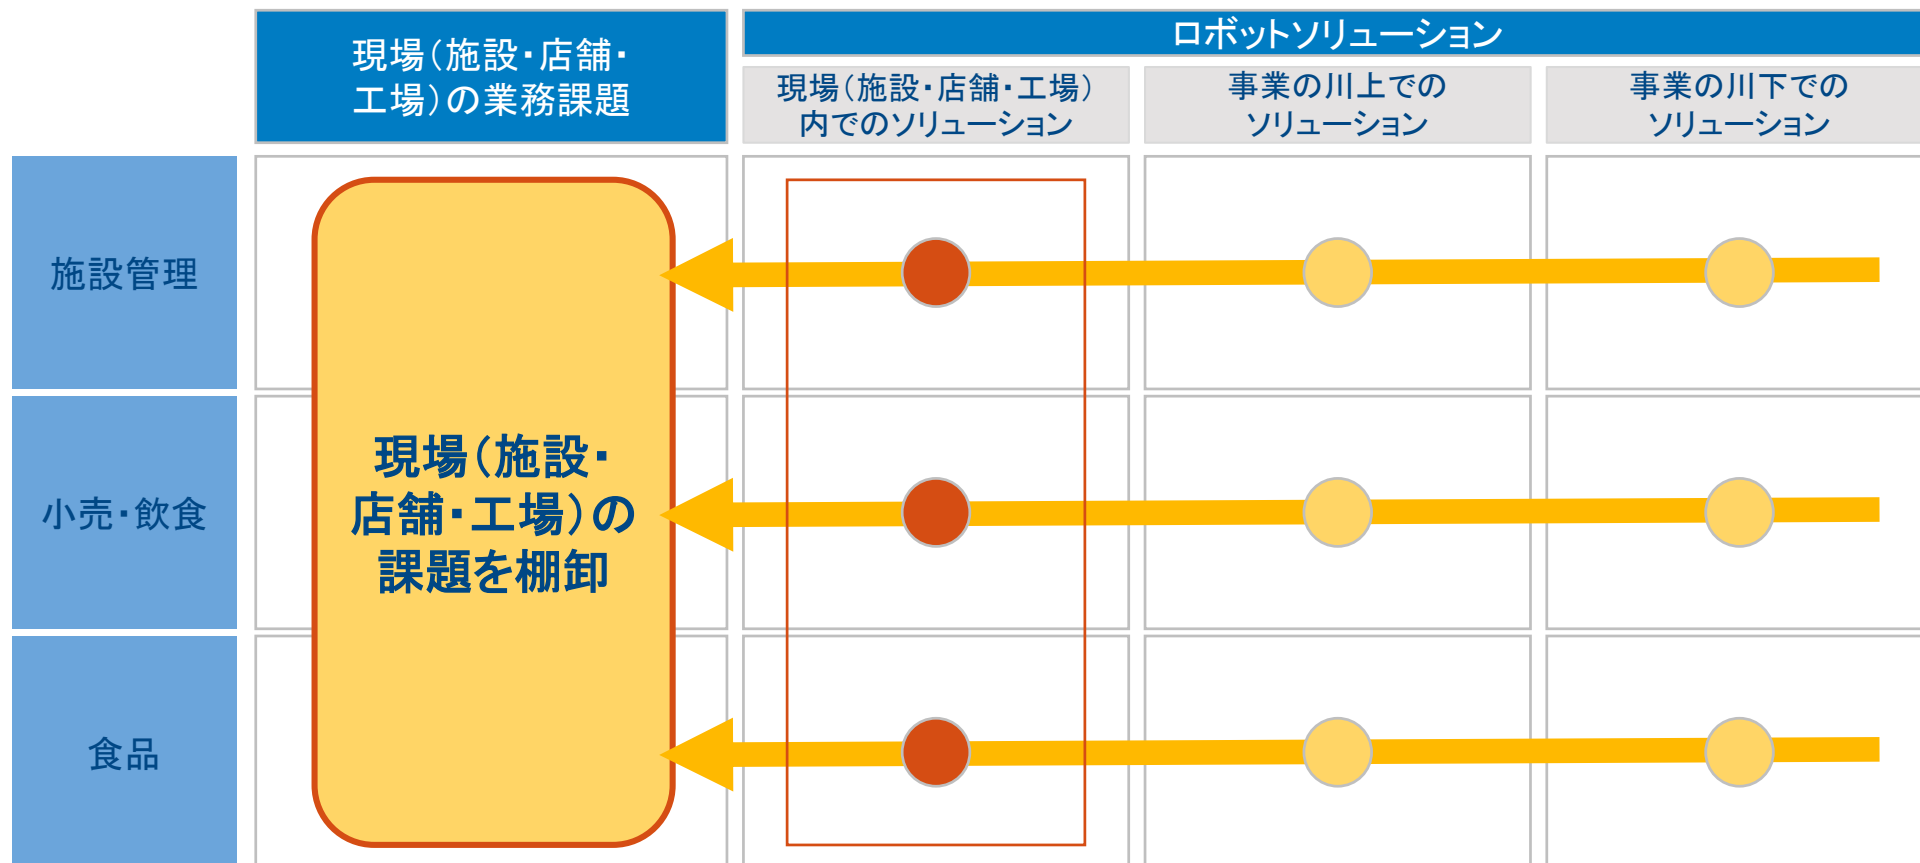 現場（施設・店舗・
工場）の業務課題
ロボットソリューション
現場（施設・店舗・工場）
内でのソリューション
事業の川上での
ソリューション
事業の川下での
ソリューション
施設管理
小売・飲食
食品
現場（施設・
店舗・工場）の
課題を棚卸